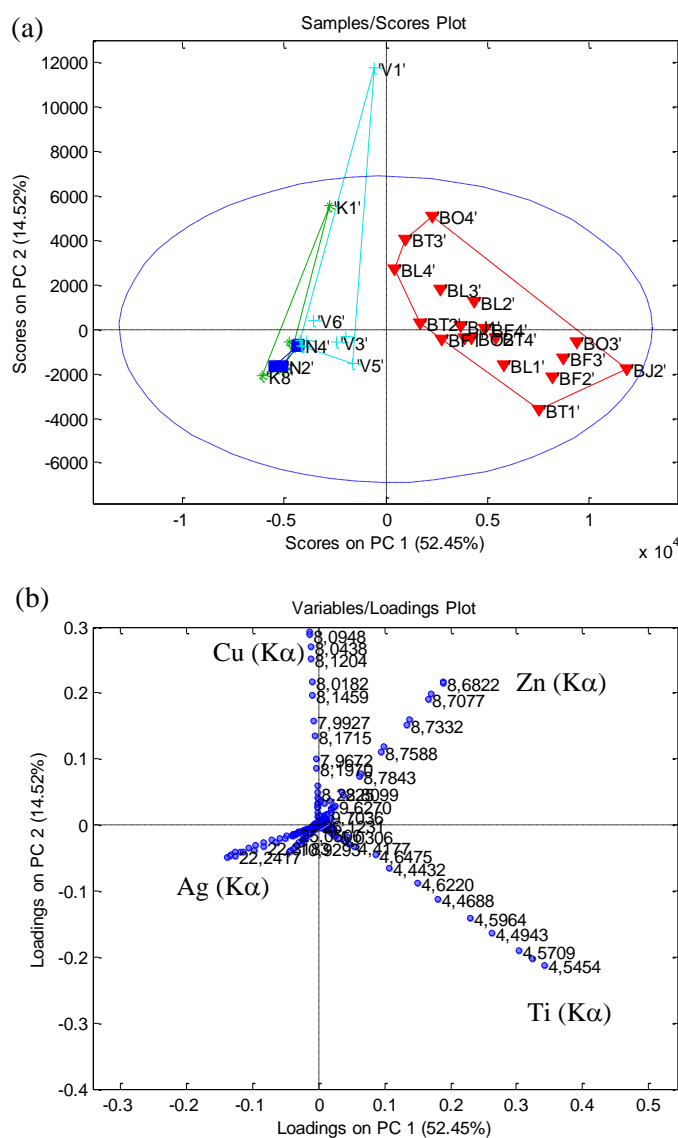 (a)
Samples/Scores Plot
Scores on PC 2 (14.52%)
12000
10000
8000
6000
4000
2000
0
-2000
-4000
-6000
'V1'
'K1'
'V6'
'V3'
'V5'
N4'
N2'
'K8'
'BO4'
'BT3'
'BL4'
'BL3'
'BL2'
'BT2'
BF4'
BT4'
'BL1'
'BO3'
'BF3'
'BF2'
'BJ2'
'BT1'
-1
-0.5
0
0.5
1
Scores on PC 1 (52.45%)
x 10
(b)
Variables/Loadings Plot
Loadings on PC 2 (14.52%)
0.3
0.2
0.1
0
-0.1
-0.2
-0.3
-0.4
Cu (Kα)
8,0948
8,0438
8,1204
8,0182
8,1459
7,9927
8,1715
7,9672
8,1970
Zn (Kα)
8,6822
8,7077
8,7332
8,7588
8,7843
8,8099
9,6270
9,7036
22,2417
Ag (Kα)
4,4177
4,6475
4,4432
4,6220
4,4688
4,5964
4,4943
4,5709
4,5454
Ti (Kα)
-0.3
-0.2
-0.1
0
0.1
0.2
0.3
0.4
0.5
Loadings on PC 1 (52.45%)